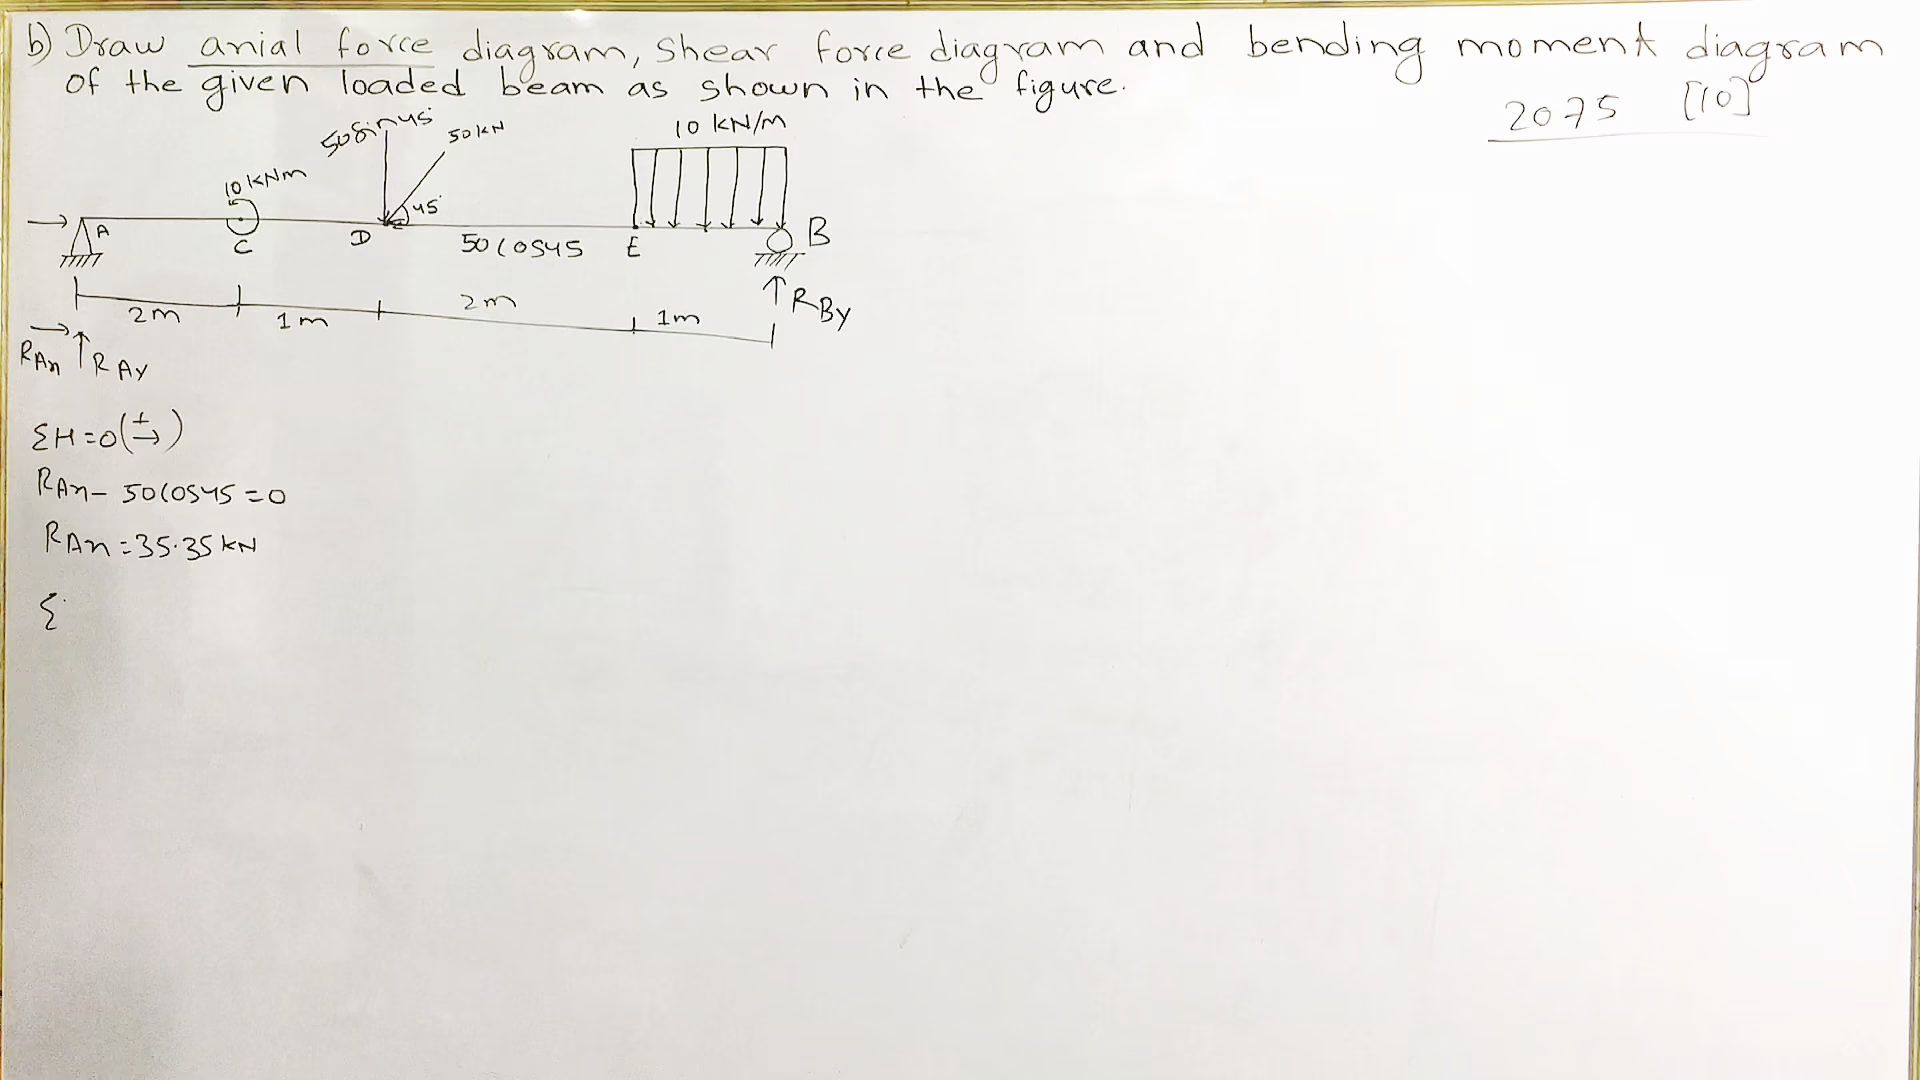 b) Draw anial force diagram, shear force diagram and bending moment diagram
of the given loaded beam as shown in the figure.
2075 [10]
50sin45
50KN
10 KN/M
10 KNm
45°
A
C
D
50cos45
E
B
2m
1m
2m
1m
RBy
RAn
RAy
ΣH=0(+→)
RAn - 50cos45 = 0
RAn = 35.35 KN
Σ